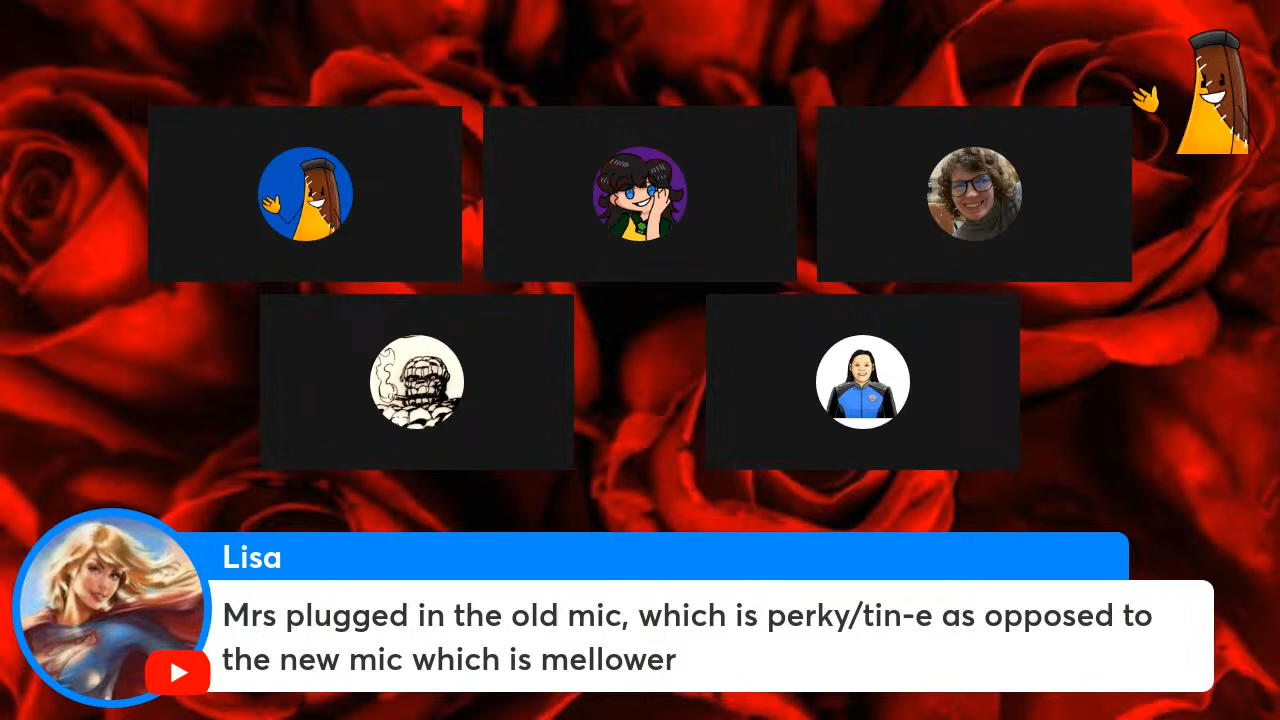 Lisa
Mrs plugged in the old mic, which is perky/tin-e as opposed to
the new mic which is mellower